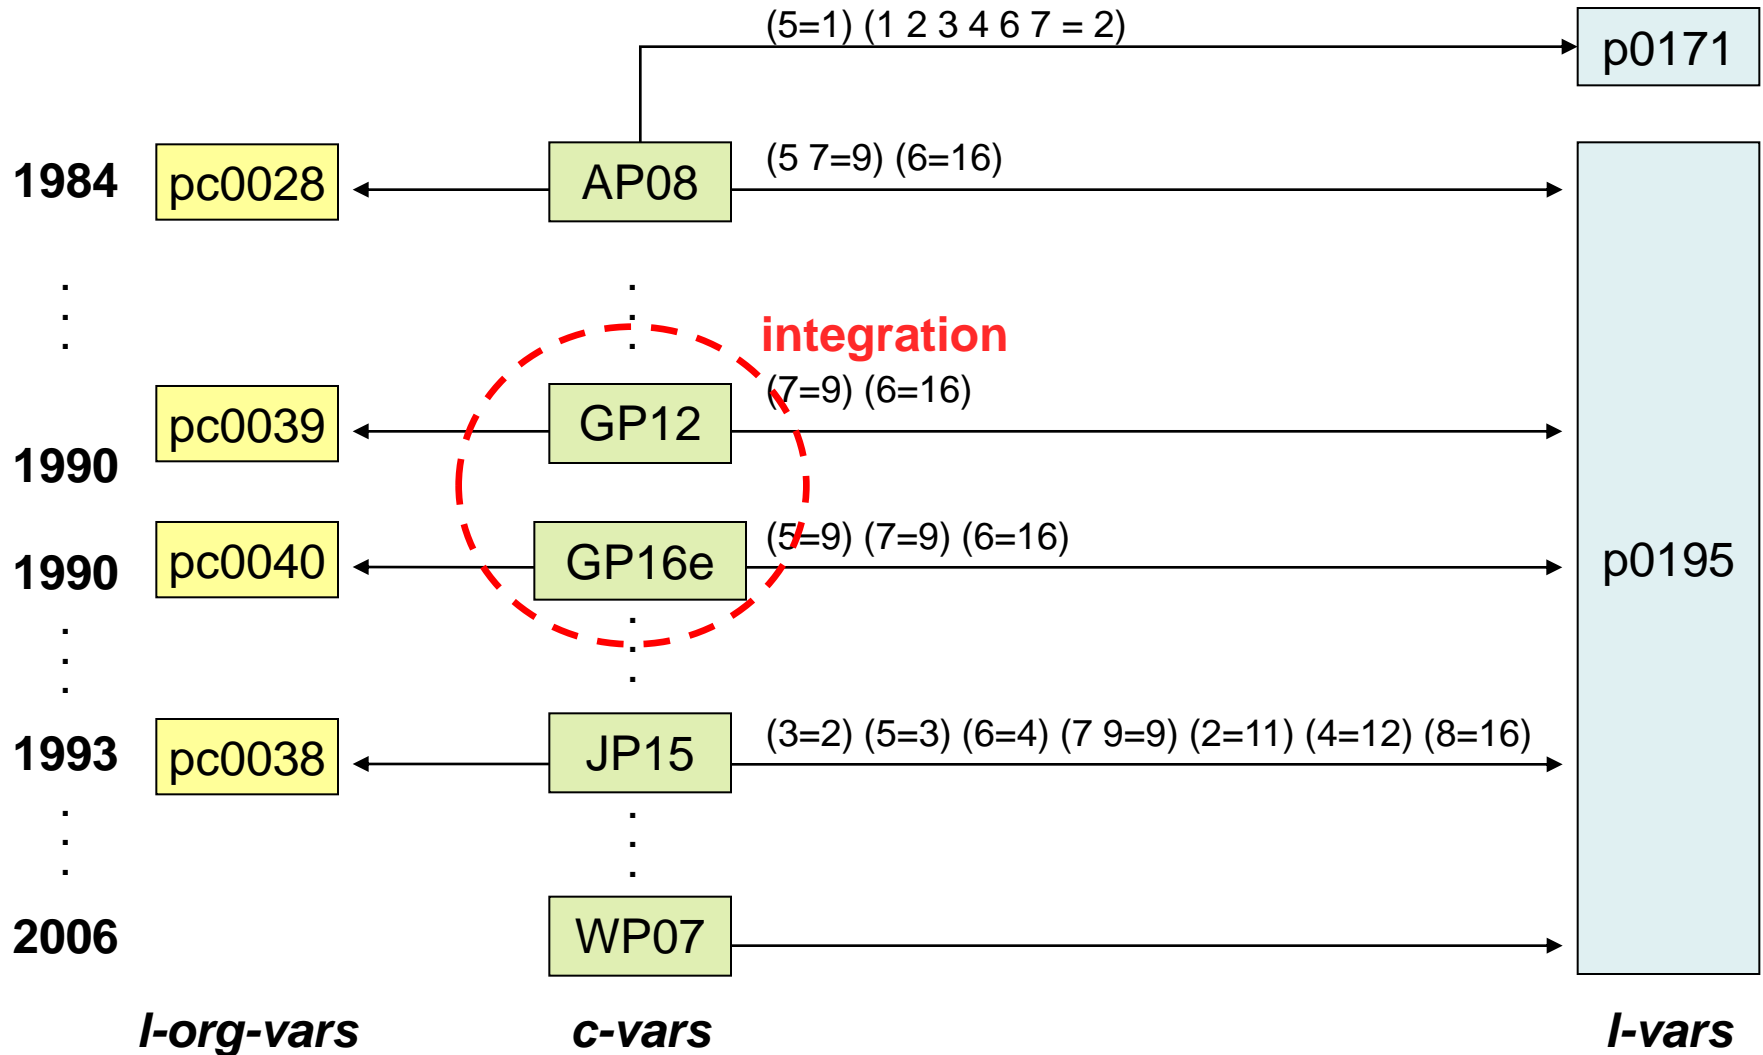 (5=1) (1 2 3 4 6 7 = 2)
p0171
1984 pc0028 AP08 (5 7=9) (6=16)
integration
pc0039 GP12 (7=9) (6=16)
1990
1990 pc0040 GP16e (5=9) (7=9) (6=16) p0195
1993 pc0038 JP15 (3=2) (5=3) (6=4) (7 9=9) (2=11) (4=12) (8=16)
2006 WP07
l-org-vars c-vars l-vars